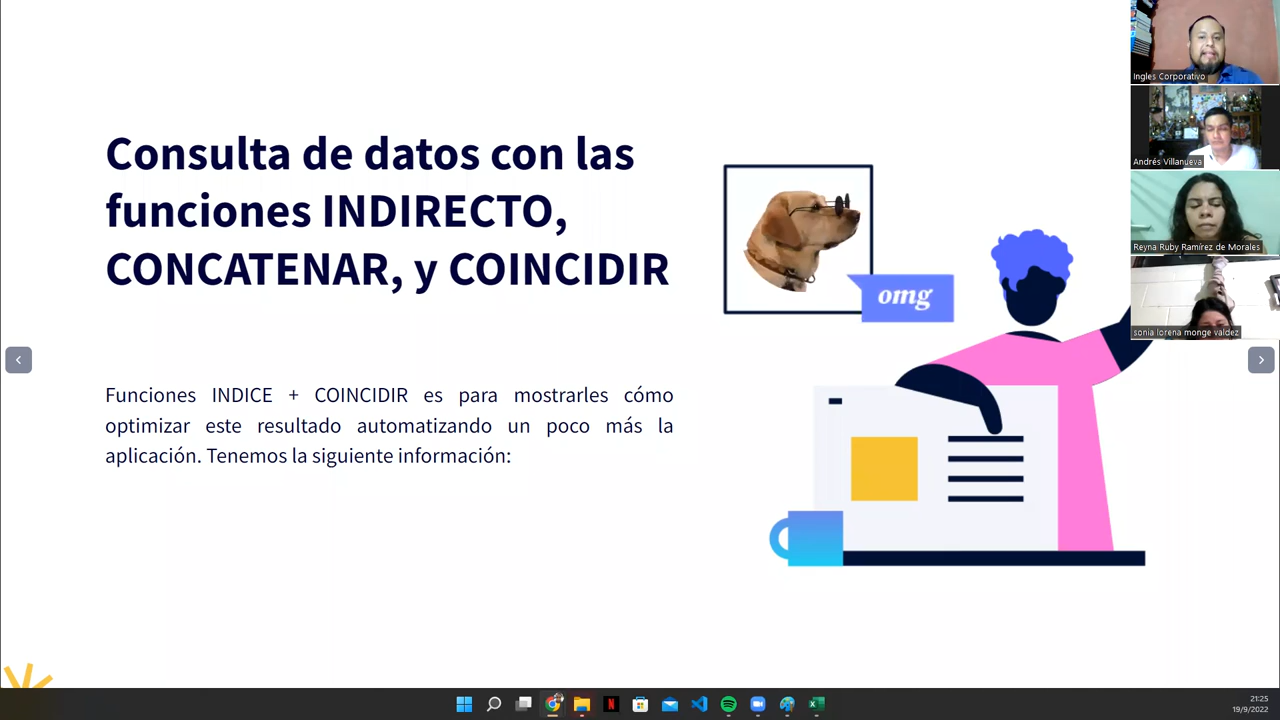 Consulta de datos con las
funciones INDIRECTO,
CONCATENAR, y COINCIDIR
Funciones INDICE + COINCIDIR es para mostrarles cómo
optimizar este resultado automatizando un poco más la
aplicación. Tenemos la siguiente información:
omg
Ingles Corporativo
Andrés Villanueva
Reyna Ruby Ramírez de Morales
sonia lorena monge valdez
21:25
19/9/2022